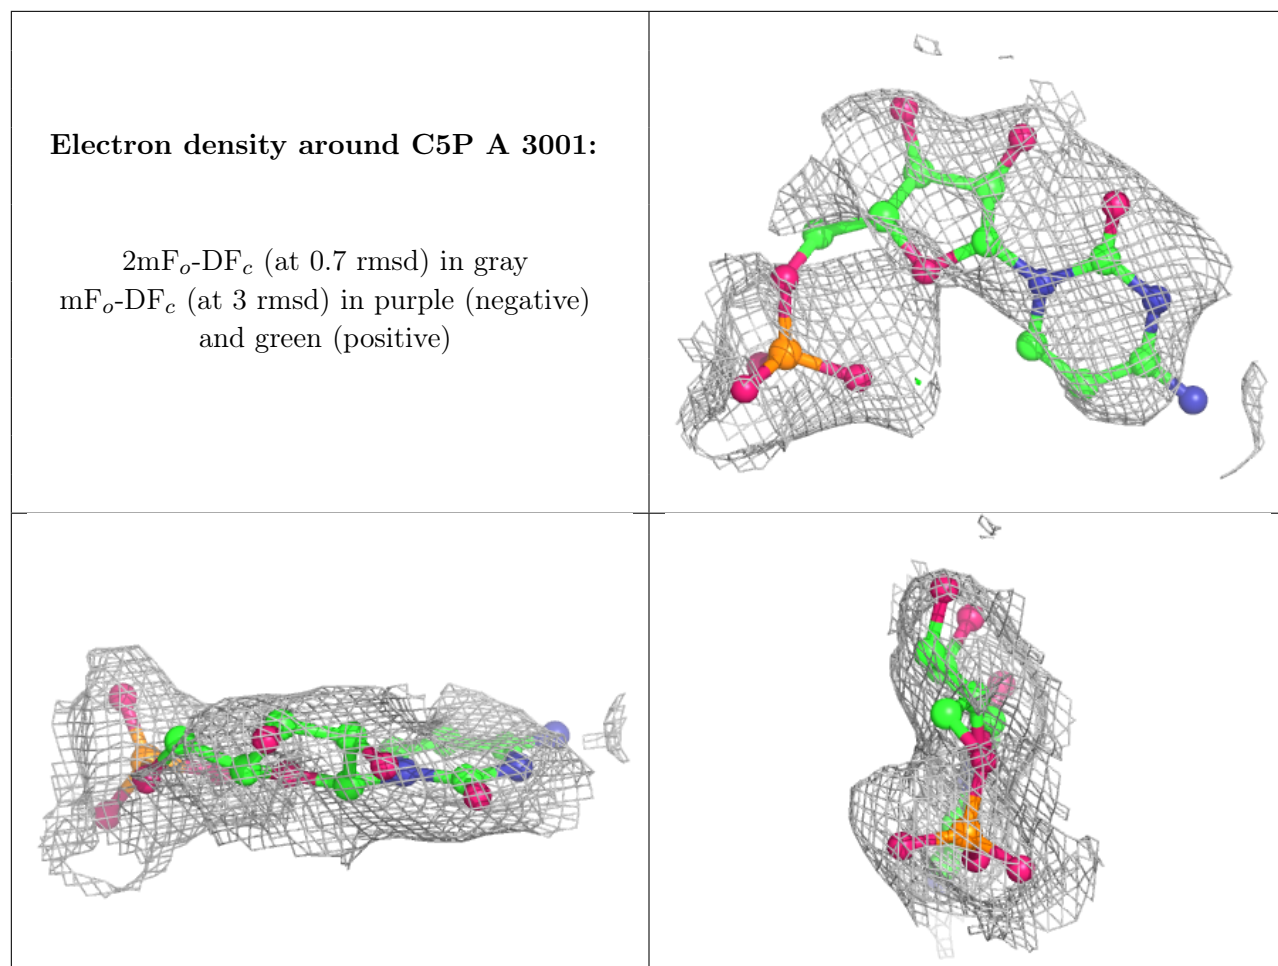 Electron density around C5P A 3001:
2mFo-DFc (at 0.7 rmsd) in gray
mFo-DFc (at 3 rmsd) in purple (negative)
and green (positive)